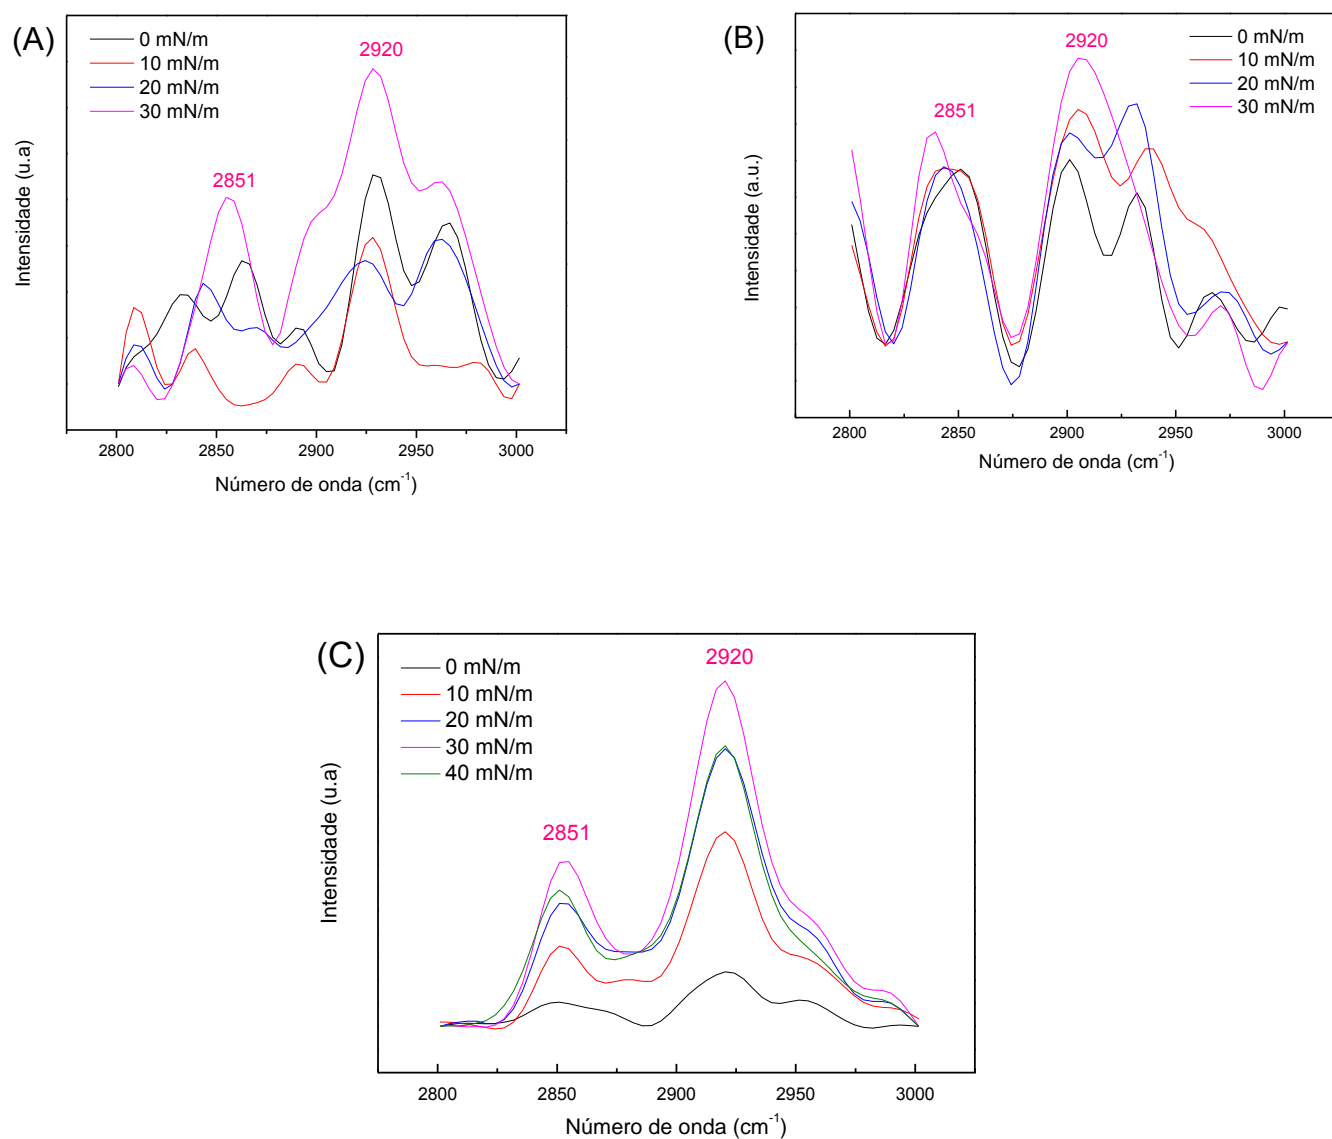 (A)
0 mN/m
10 mN/m
20 mN/m
30 mN/m
2920
2851
Intensidade (u.a)
2800 2850 2900 2950 3000
Número de onda (cm⁻¹)
(B)
2920
0 mN/m
10 mN/m
20 mN/m
30 mN/m
2851
Intensidade (a.u.)
2800 2850 2900 2950 3000
Número de onda (cm⁻¹)
(C)
0 mN/m
10 mN/m
20 mN/m
30 mN/m
40 mN/m
2920
2851
Intensidade (u.a)
2800 2850 2900 2950 3000
Número de onda (cm⁻¹)